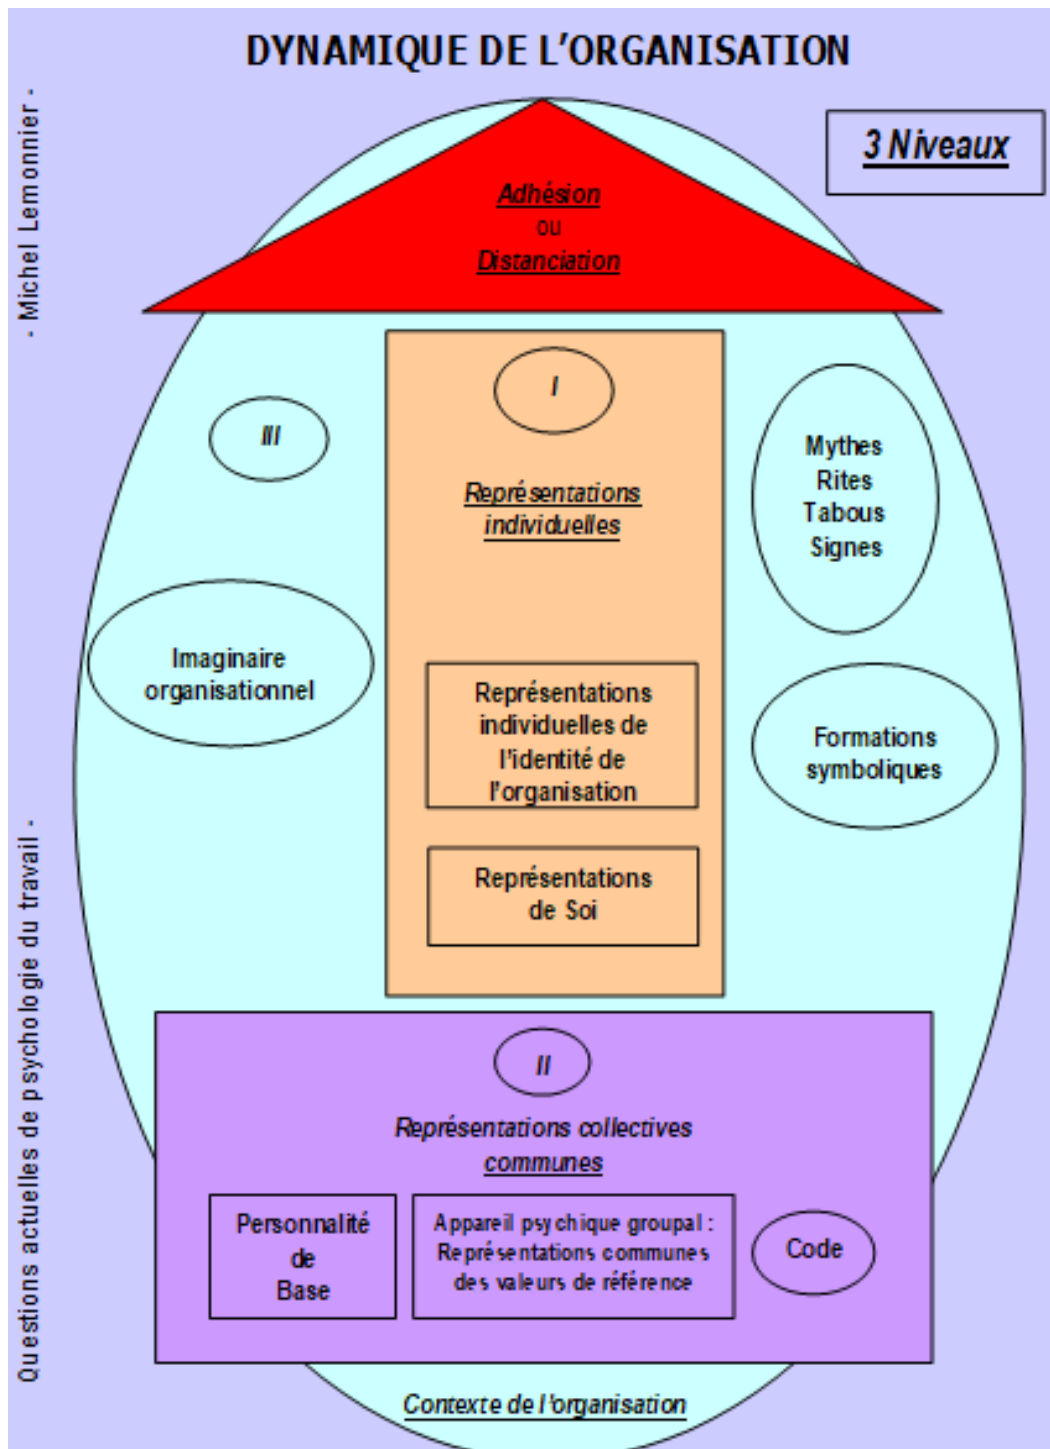 DYNAMIQUE DE L'ORGANISATION
- Michel Lemonnier -
3 Niveaux
Adhésion
ou
Distanciation
I
III
Représentations
individuelles
Mythes
Rites
Tabous
Signes
Imaginaire
organisationnel
Représentations
individuelles de
l'identité de
l'organisation
Formations
symboliques
Représentations
de Soi
Questions actuelles de psychologie du travail -
II
Représentations collectives
communes
Personnalité
de
Base
Appareil psychique groupal :
Représentations communes
des valeurs de référence
Code
Contexte de l'organisation